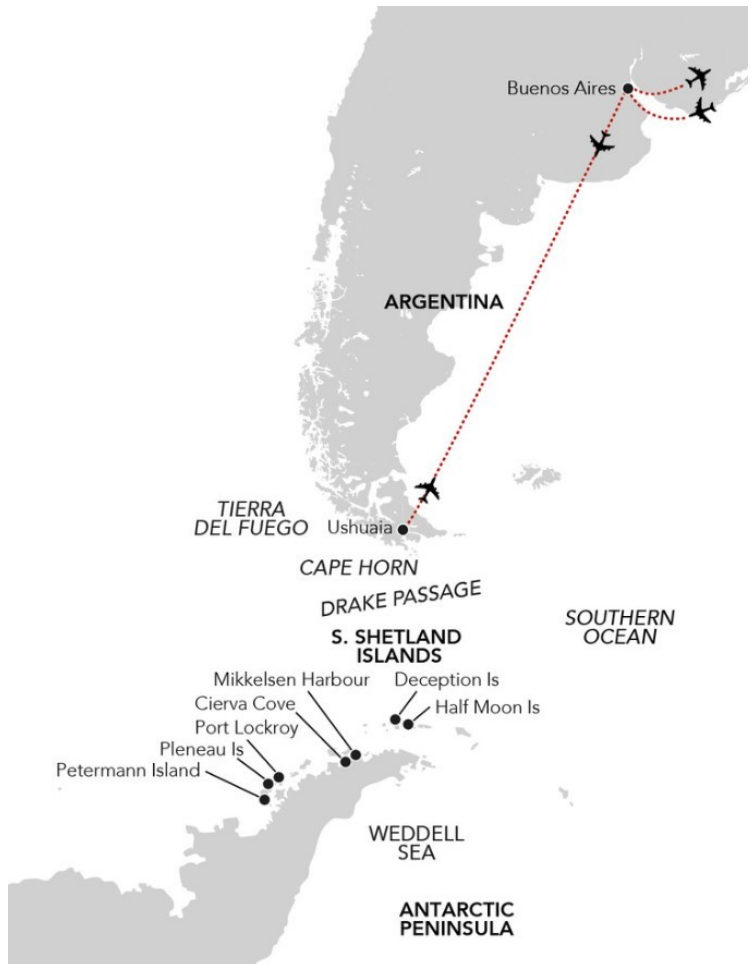 Buenos Aires
ARGENTINA
TIERRA
DEL FUEGO
Ushuaia
CAPE HORN
DRAKE PASSAGE
SOUTHERN
OCEAN
S. SHETLAND
ISLANDS
Mikkelsen Harbour
Deception Is
Cierva Cove
Half Moon Is
Port Lockroy
Pleneau Is
Petermann Island
WEDDELL
SEA
ANTARCTIC
PENINSULA